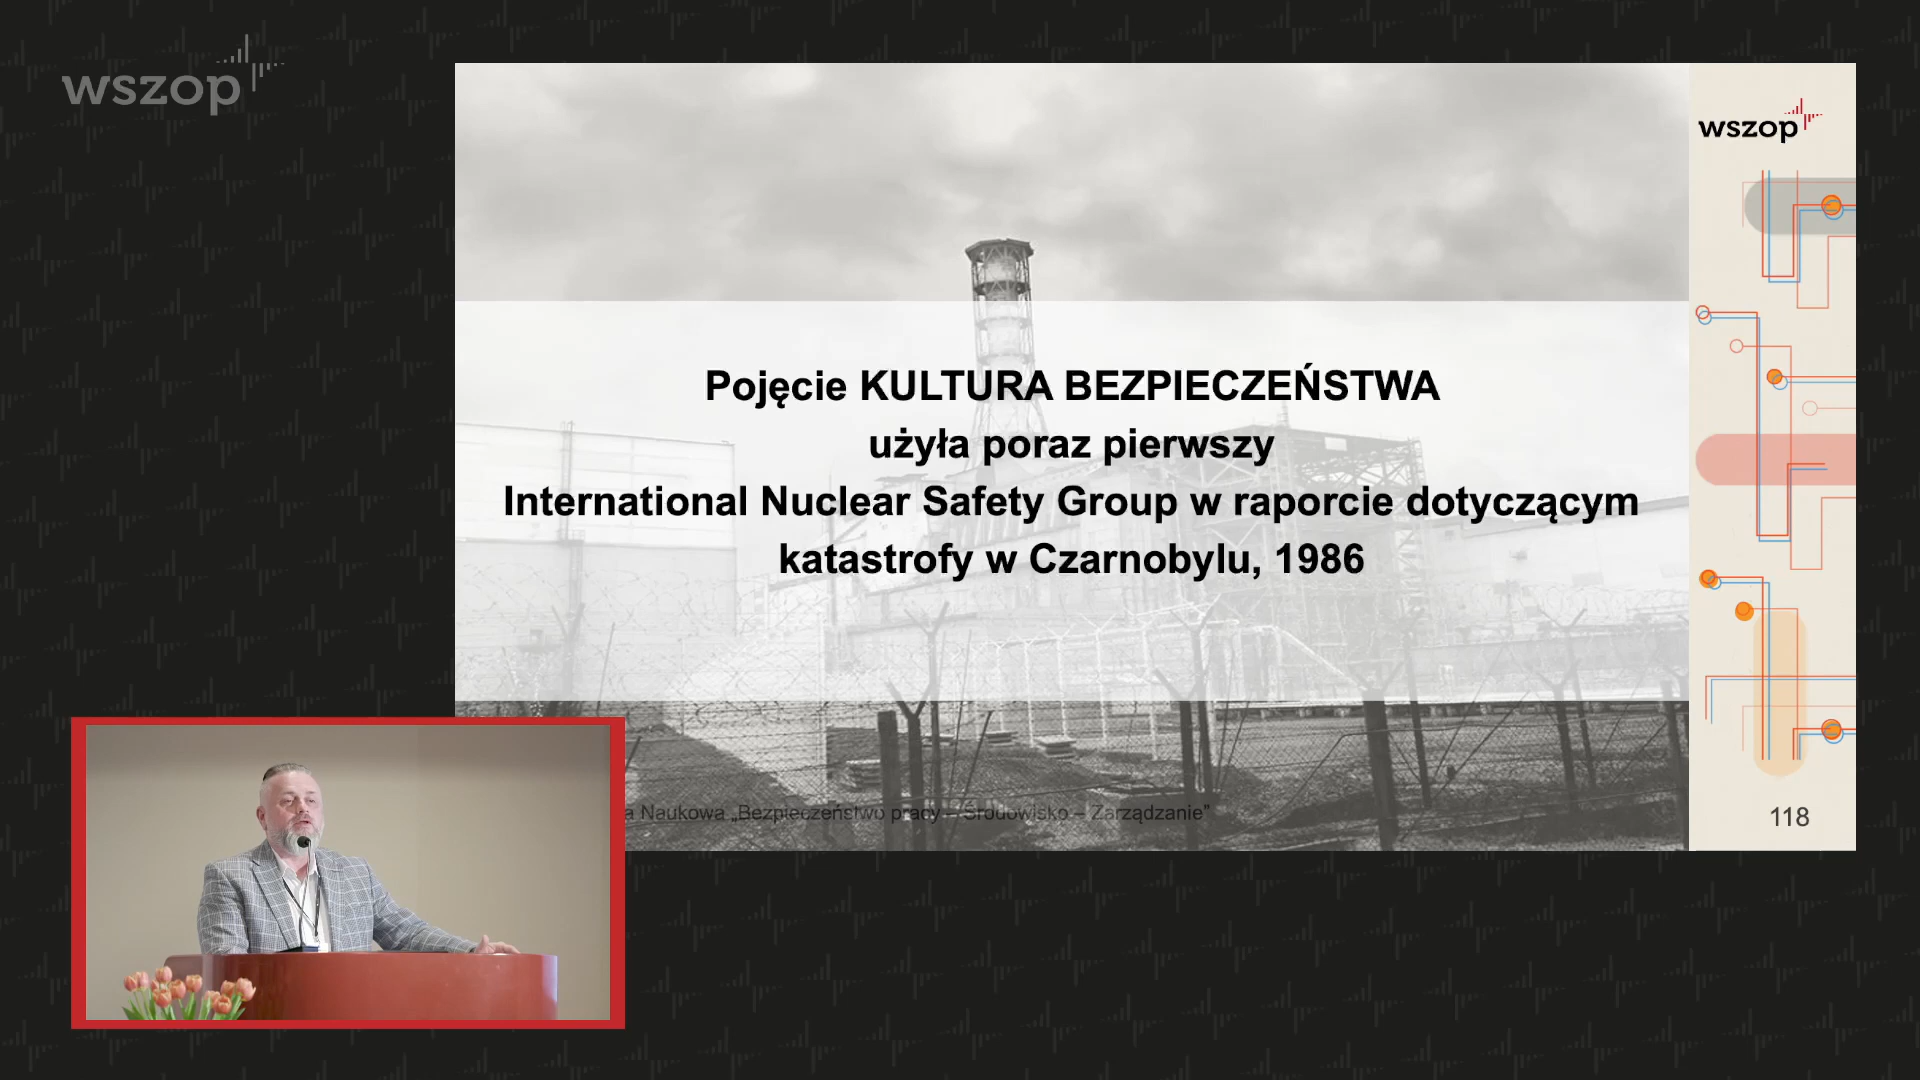 wszop
wszop
Pojęcie KULTURA BEZPIECZEŃSTWA
użyła poraz pierwszy
International Nuclear Safety Group w raporcie dotyczącym
katastrofy w Czarnobylu, 1986
a Naukowa „Bezpieczeństwo pracy – Środowisko – Zarządzanie”
118